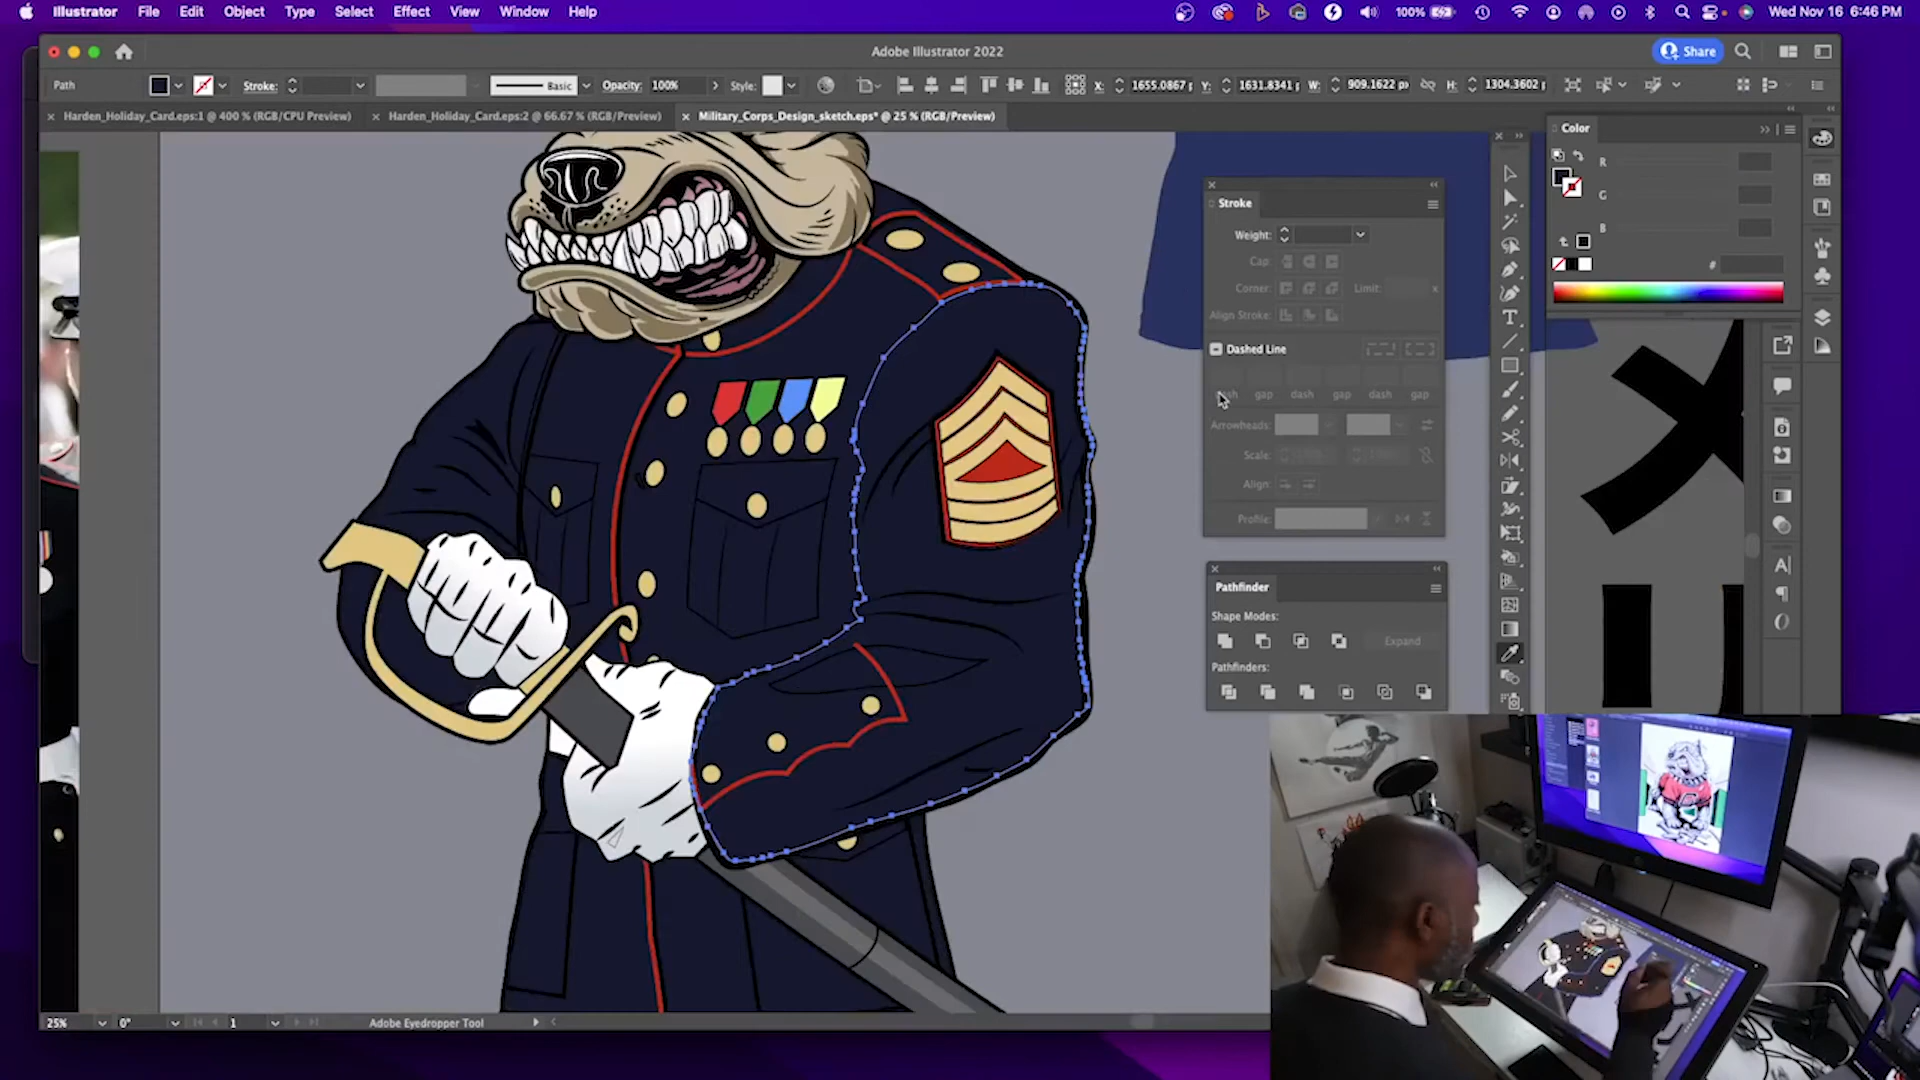 Illustrator File Edit Object Type Select Effect View Window Help 100% Wed Nov 16 6:46 PM
Adobe Illustrator 2022 Share
Path Stroke: Basic Opacity: 100% Style: X: 1655.0867 Y: 1631.8341 W: 909.1622 px H: 1304.3602
Harden_Holiday_Card.eps:1 @ 400 % (RGB/CPU Preview) Harden_Holiday_Card.eps:2 @ 66.67 % (RGB/Preview) Military_Corps_Design_sketch.eps* @ 25 % (RGB/Preview)
Color
R
G
B
#
Stroke
Weight:
Cap:
Corner: Limit: x
Align Stroke:
Dashed Line
gap dash gap dash gap
Arrowheads:
Scale:
Align:
Profile:
Pathfinder
Shape Modes:
Expand
Pathfinders:
25% 0° 1 Adobe Eyedropper Tool